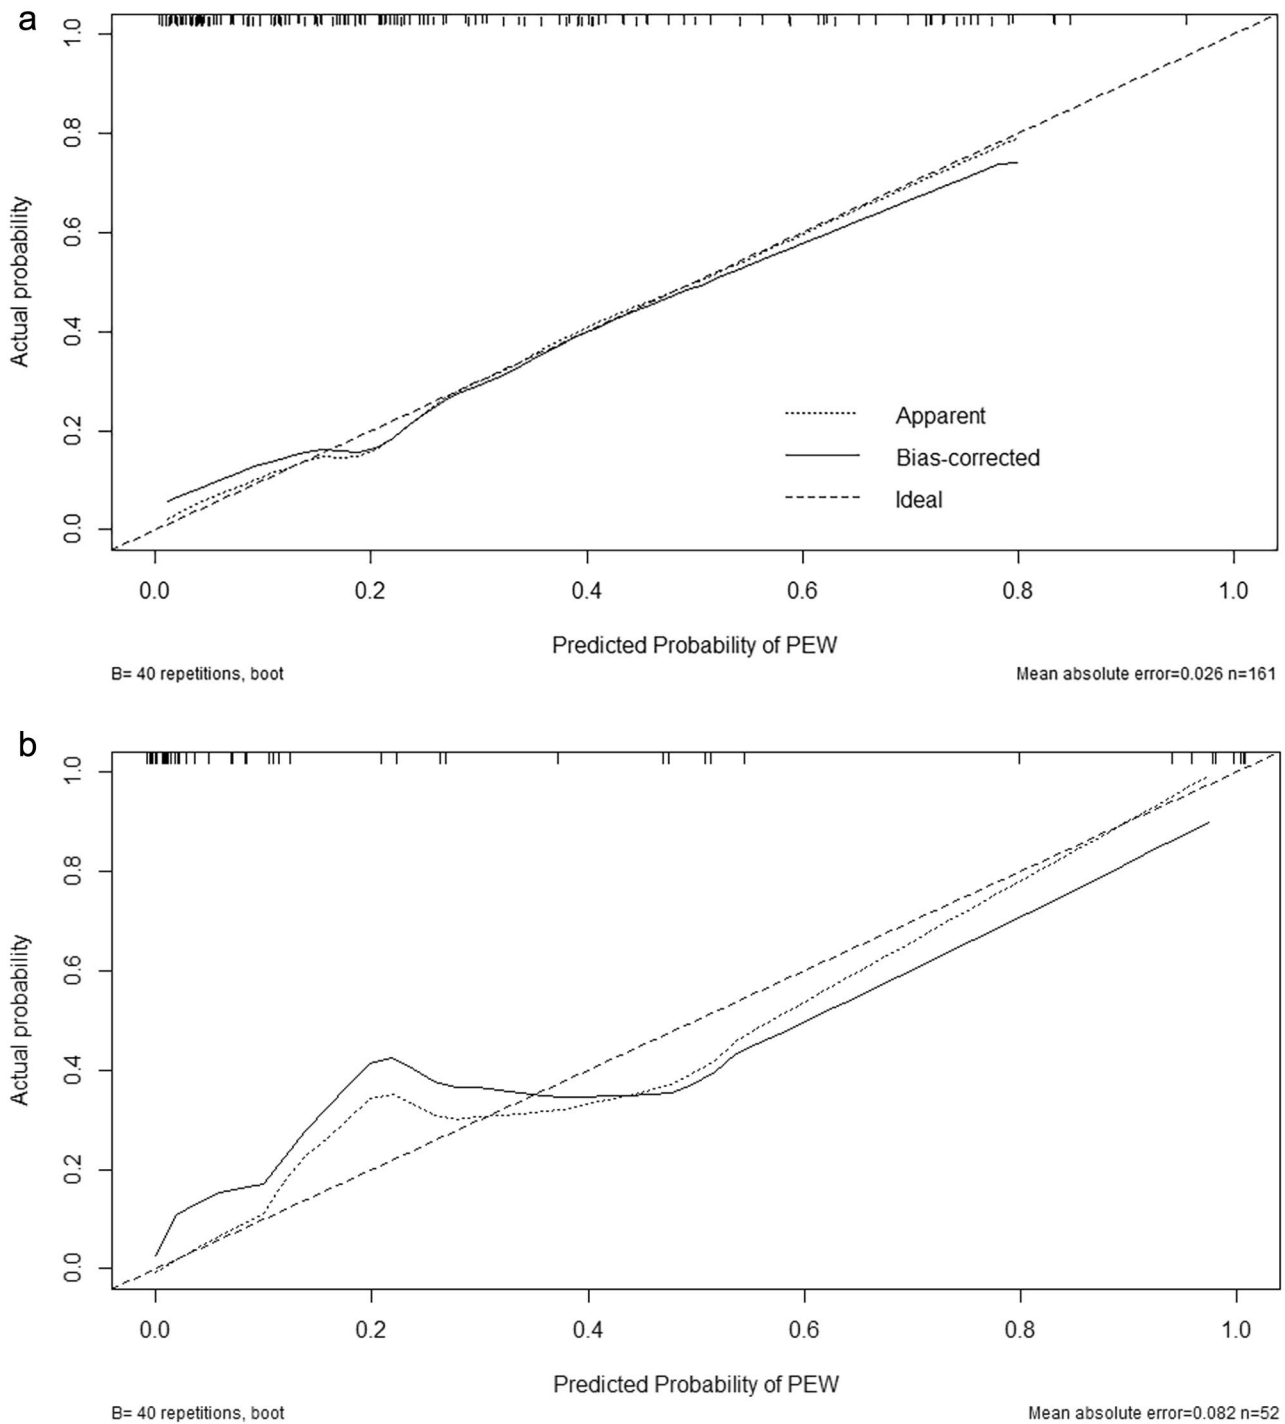 a
1.0
0.8
0.6
0.4
0.2
0.0
Actual probability
Apparent
Bias-corrected
Ideal
0.0 0.2 0.4 0.6 0.8 1.0
Predicted Probability of PEW
B= 40 repetitions, boot
Mean absolute error=0.026 n=161
b
1.0
0.8
0.6
0.4
0.2
0.0
Actual probability
0.0 0.2 0.4 0.6 0.8 1.0
Predicted Probability of PEW
B= 40 repetitions, boot
Mean absolute error=0.082 n=52